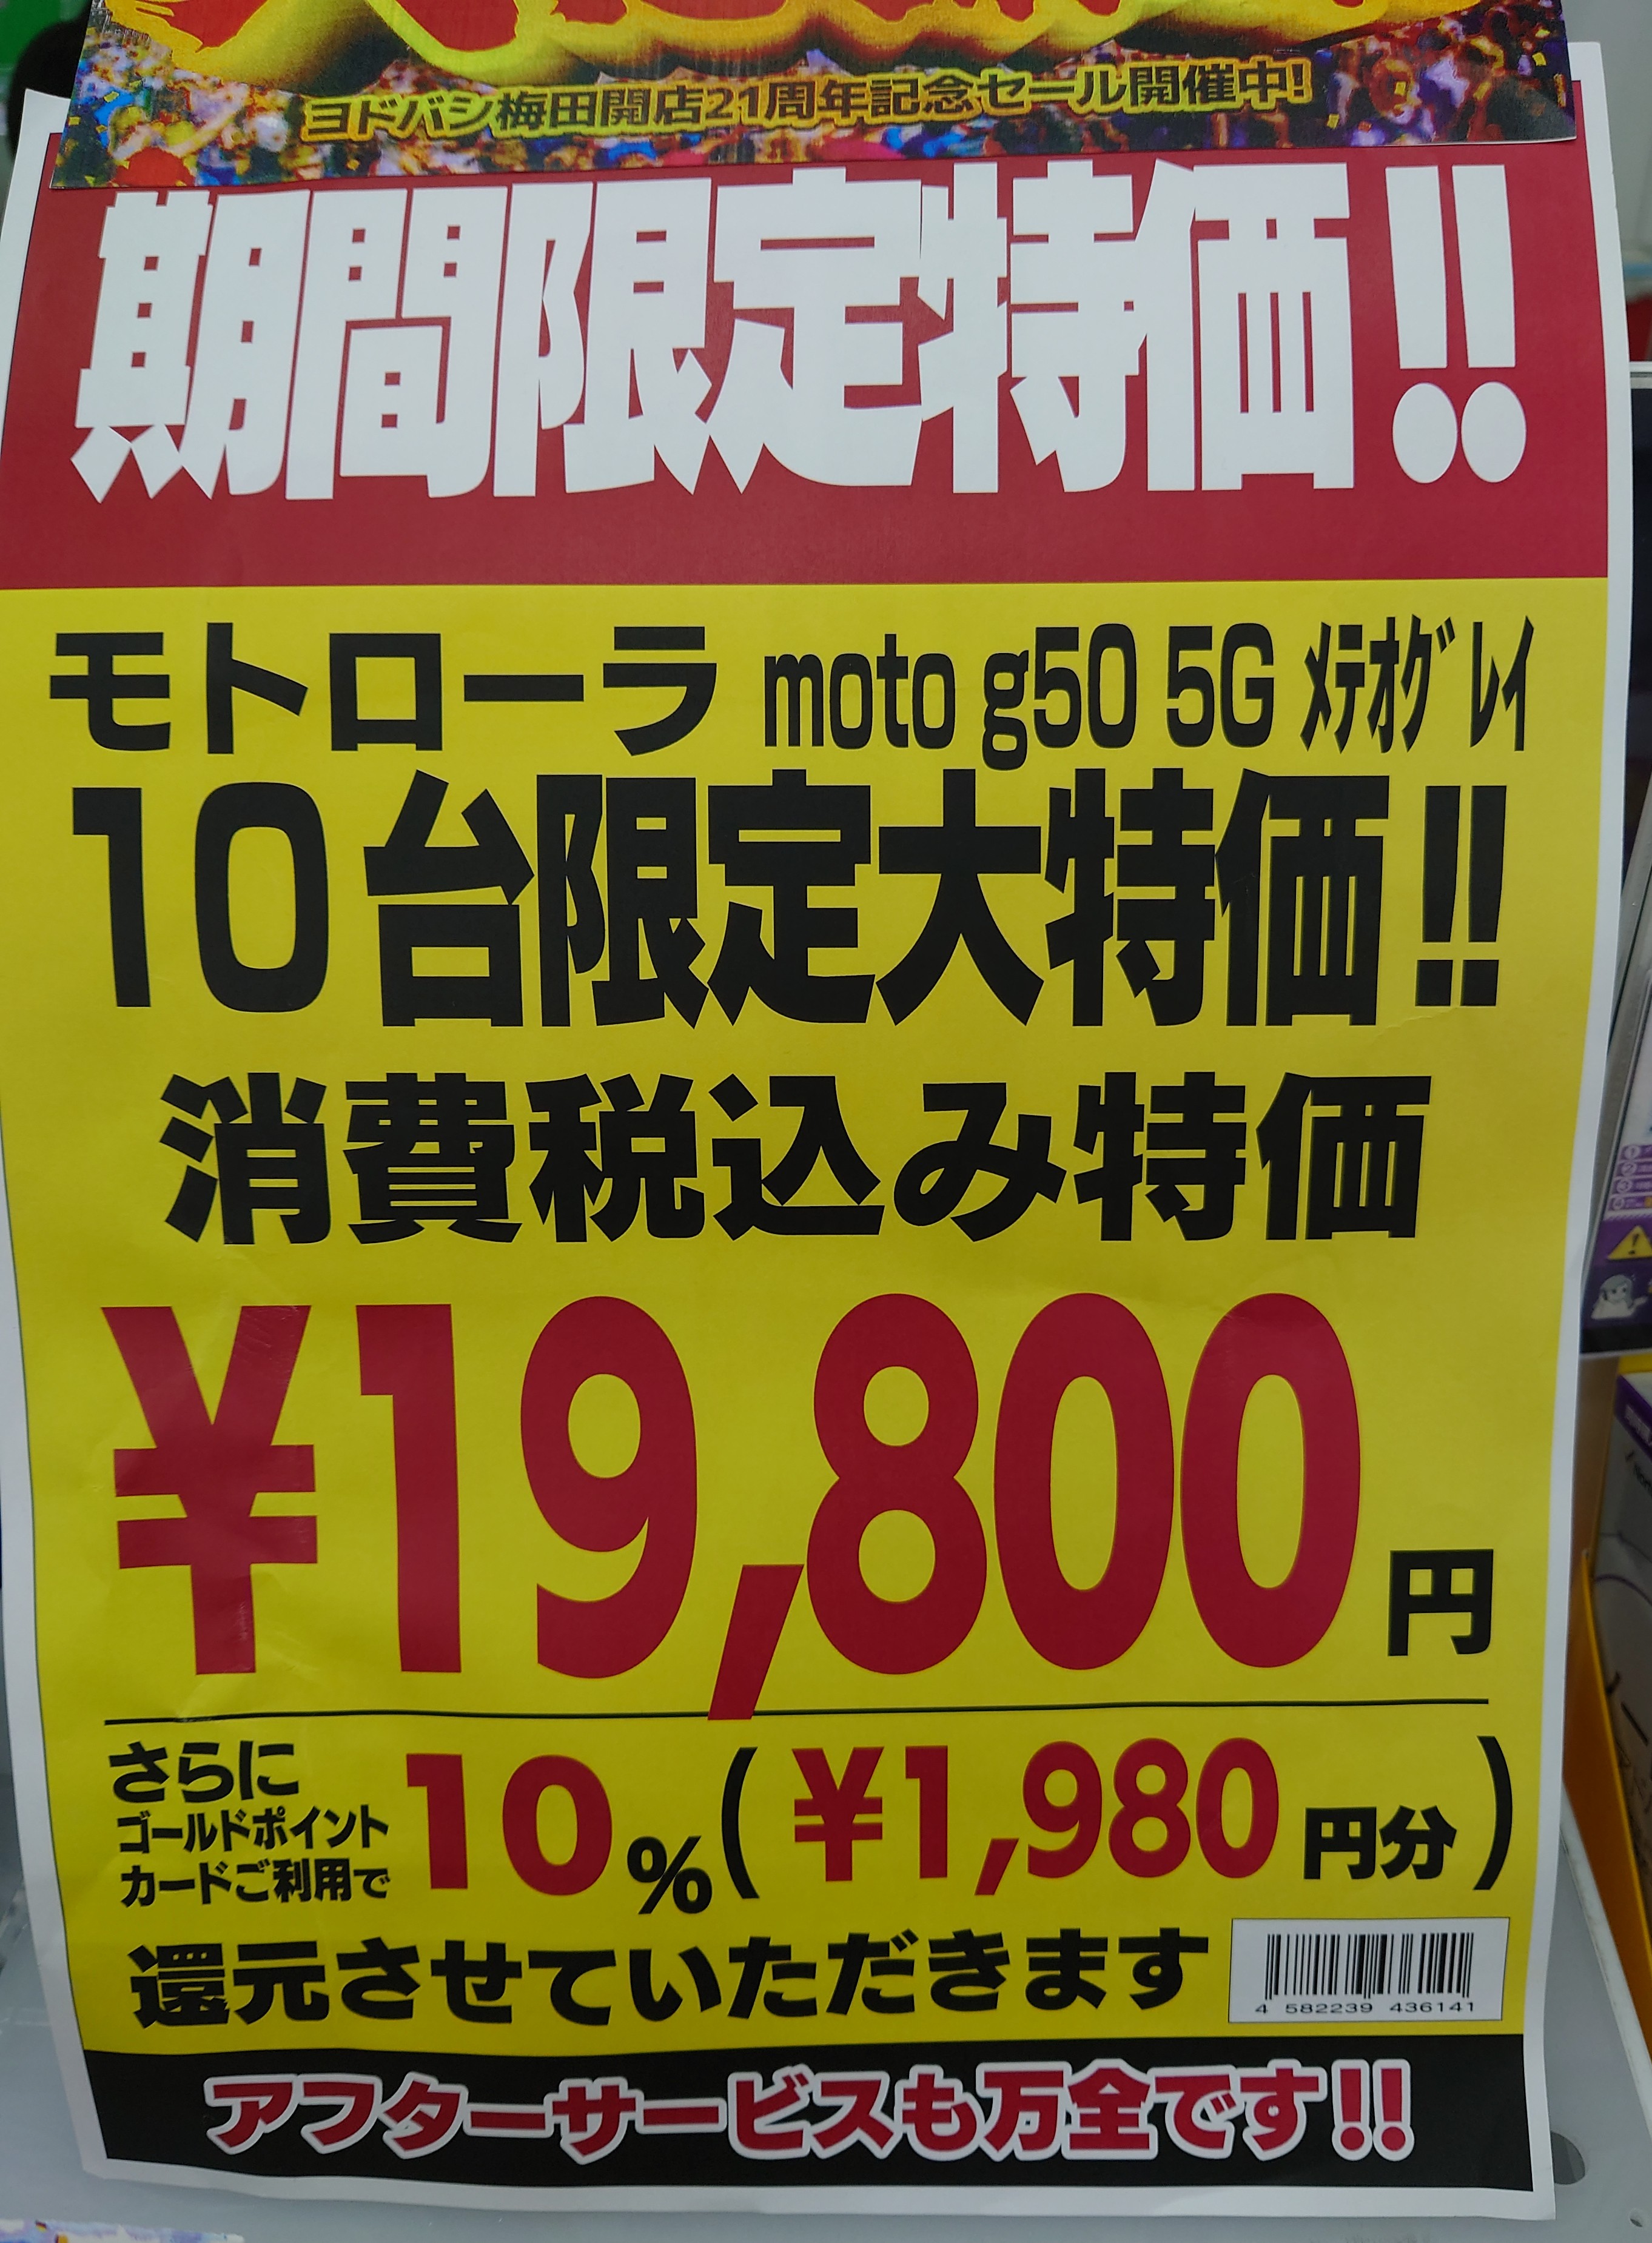 ヨドバシ梅田開店21周年記念セール開催中!
期間限定特価!!
モトローラ moto g50 5G ﾒﾃｵｸﾞﾚｲ
10台限定大特価!!
消費税込み特価
¥19,800円
さらに
ゴールドポイント
カードご利用で
10%(¥1,980円分)
還元させていただきます
4 582239 436141
アフターサービスも万全です!!